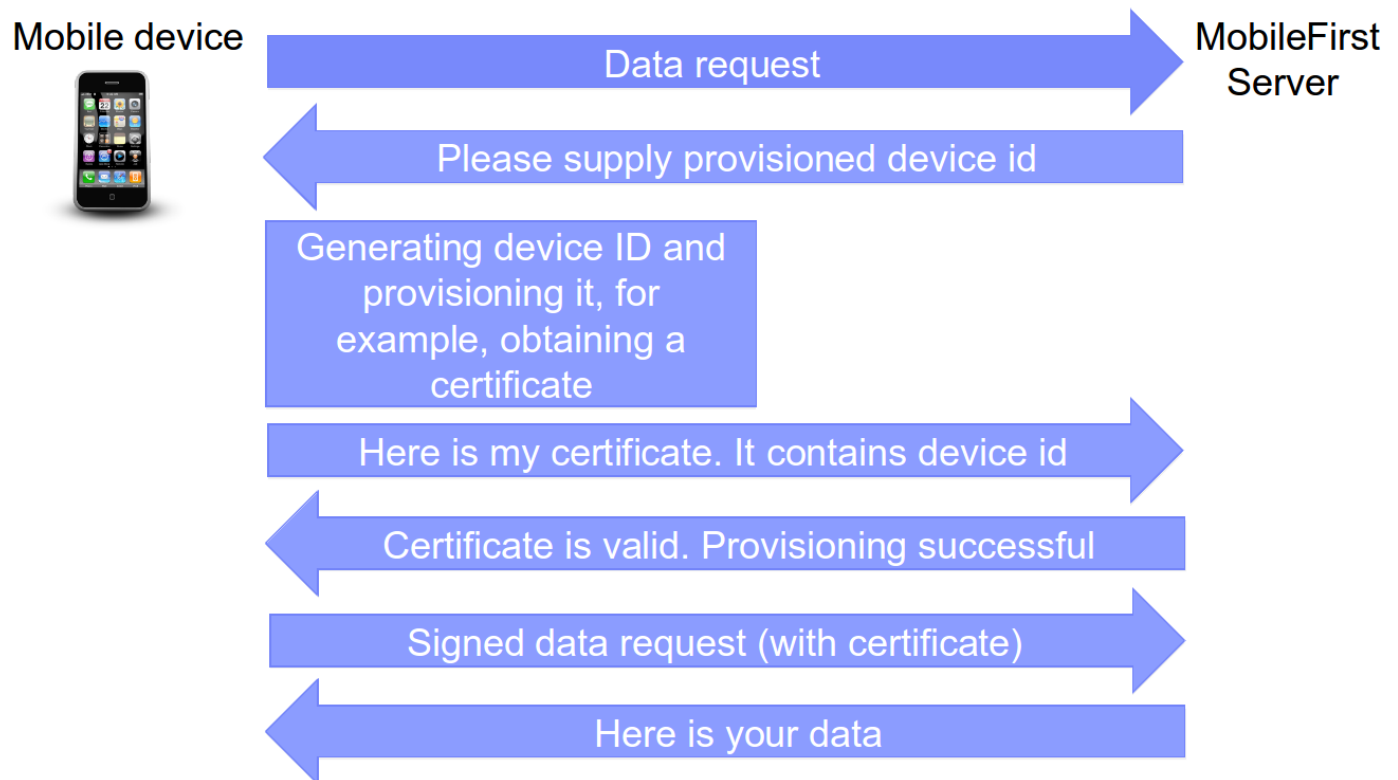 Mobile device
Data request
MobileFirst
Server
Please supply provisioned device id
Generating device ID and
provisioning it, for
example, obtaining a
certificate
Here is my certificate. It contains device id
Certificate is valid. Provisioning successful
Signed data request (with certificate)
Here is your data